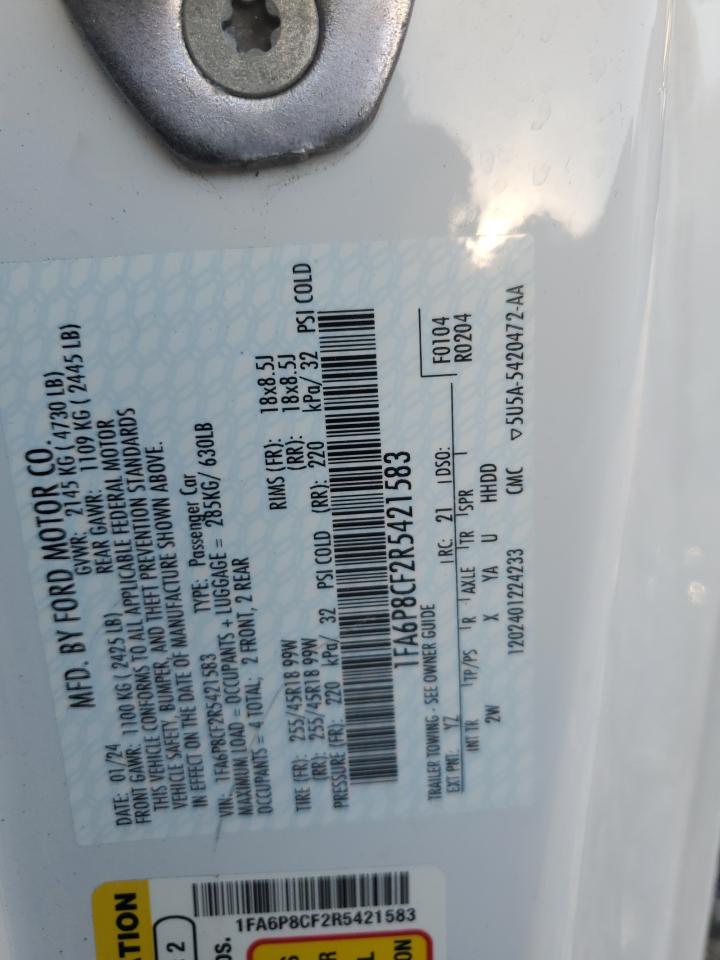 MFD. BY FORD MOTOR CO.
DATE: 01/24 GVWR: 2145 KG ( 4730 LB)
FRONT GAWR: 1100 KG ( 2425 LB) REAR GAWR: 1109 KG ( 2445 LB)
THIS VEHICLE CONFORMS TO ALL APPLICABLE FEDERAL MOTOR
VEHICLE SAFETY, BUMPER, AND THEFT PREVENTION STANDARDS
IN EFFECT ON THE DATE OF MANUFACTURE SHOWN ABOVE.
VIN: 1FA6P8CF2R5421583 TYPE: Passenger Car
MAXIMUM LOAD = OCCUPANTS + LUGGAGE = 285KG/ 630LB
OCCUPANTS = 4 TOTAL; 2 FRONT, 2 REAR
TIRE (FR): 255/45R18 99W RIMS (FR): 18x8.5J
(RR): 255/45R18 99W (RR): 18x8.5J
PRESSURE (FR): 220 kPa/ 32 PSI COLD (RR): 220 kPa/ 32 PSI COLD
1FA6P8CF2R5421583
TRAILER TOWING - SEE OWNER GUIDE
F0104
R0204
EXT PNT: YZ RC: 21 DSO:
INT TR TP/PS R AXLE TR SPR
2W X YA U HHDD
1202401224233 CMC ▽5U5A-5420472-AA
1FA6P8CF2R5421583